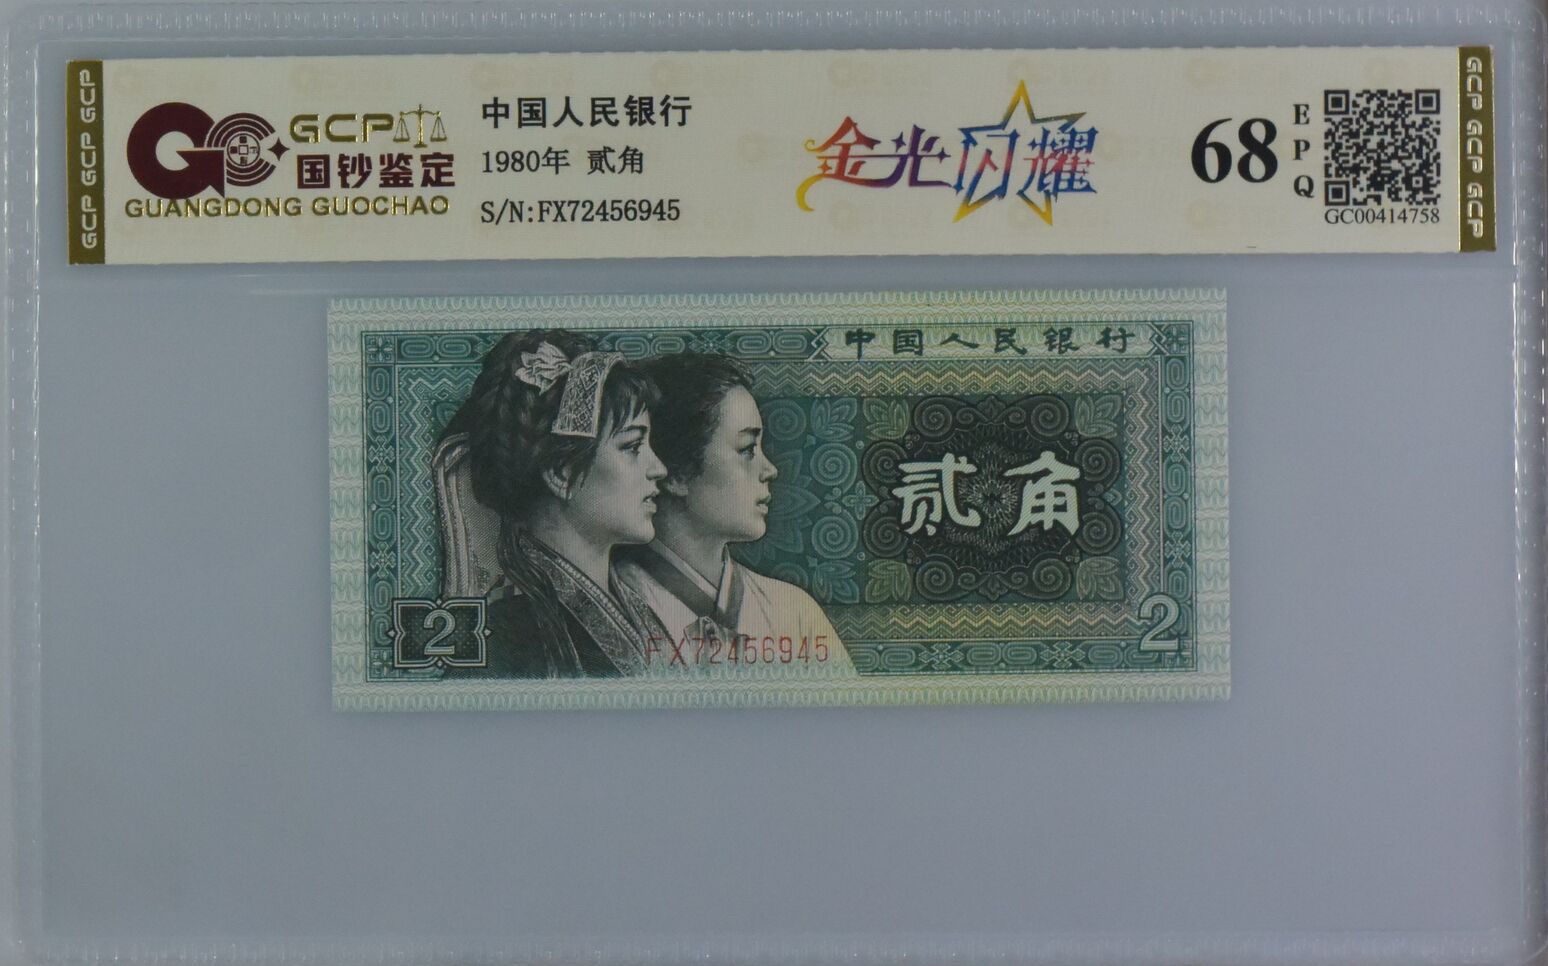 GCP GCP GCP
GCP
国钞鉴定
GUANGDONG GUOCHAO
中国人民银行
1980年 贰角
S/N:FX72456945
金光闪耀
68
EPQ
GC00414758
GCP GCP GCP
中国人民银行
贰角
2
2
FX72456945